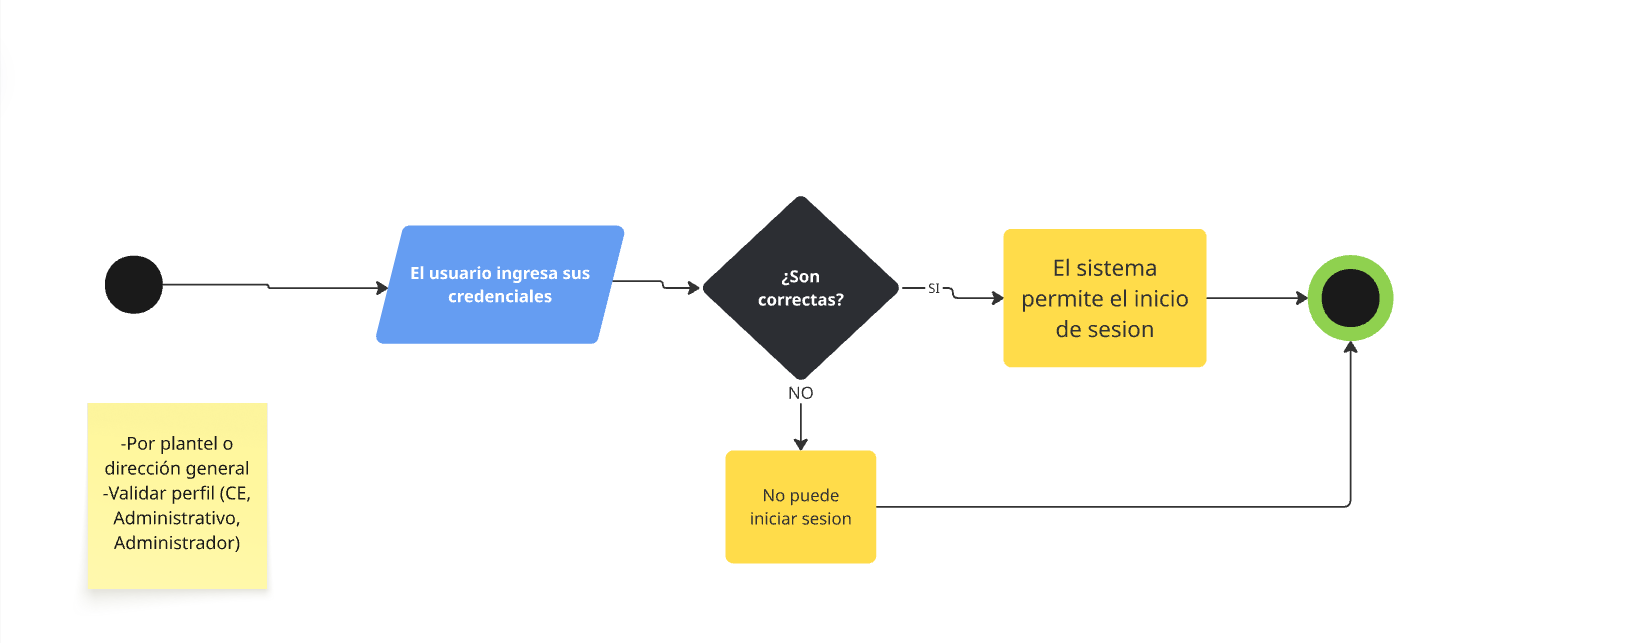 El usuario ingresa sus
credenciales
¿Son
correctas?
SI
El sistema
permite el inicio
de sesion
NO
No puede
iniciar sesion
-Por plantel o
dirección general
-Validar perfil (CE,
Administrativo,
Administrador)